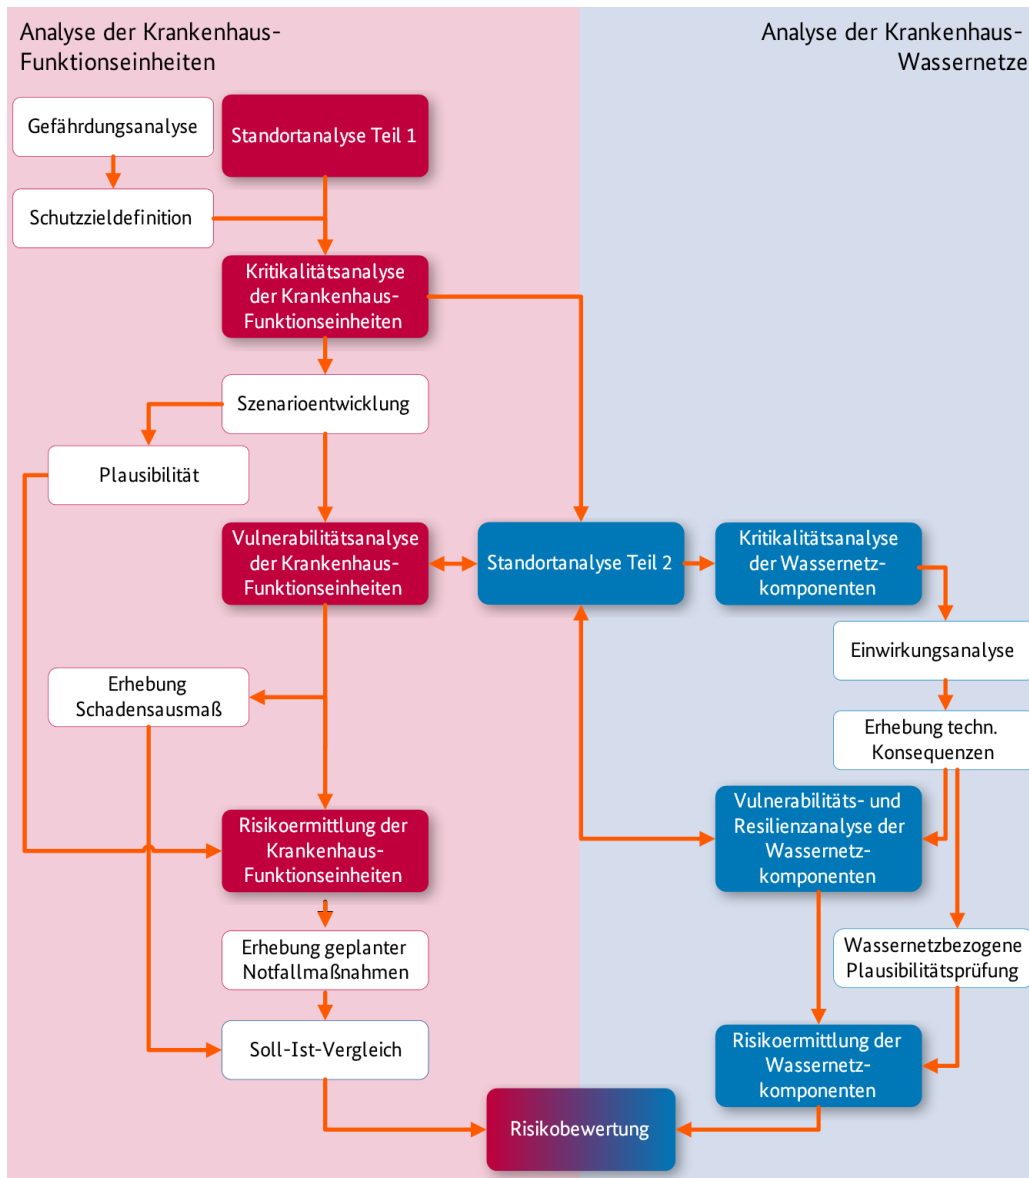 Analyse der Krankenhaus-
Funktionseinheiten
Analyse der Krankenhaus-
Wassernetze
Gefährdungsanalyse
Standortanalyse Teil 1
Schutzzieldefinition
Kritikalitätsanalyse
der Krankenhaus-
Funktionseinheiten
Szenarioentwicklung
Plausibilität
Vulnerabilitätsanalyse
der Krankenhaus-
Funktionseinheiten
Standortanalyse Teil 2
Kritikalitätsanalyse
der Wassernetz-
komponenten
Einwirkungsanalyse
Erhebung
Schadensausmaß
Erhebung techn.
Konsequenzen
Vulnerabilitäts- und
Resilienzanalyse der
Wassernetz-
komponenten
Risikoermittlung der
Krankenhaus-
Funktionseinheiten
Erhebung geplanter
Notfallmaßnahmen
Wassernetzbezogene
Plausibilitätsprüfung
Soll-Ist-Vergleich
Risikoermittlung der
Wassernetz-
komponenten
Risikobewertung